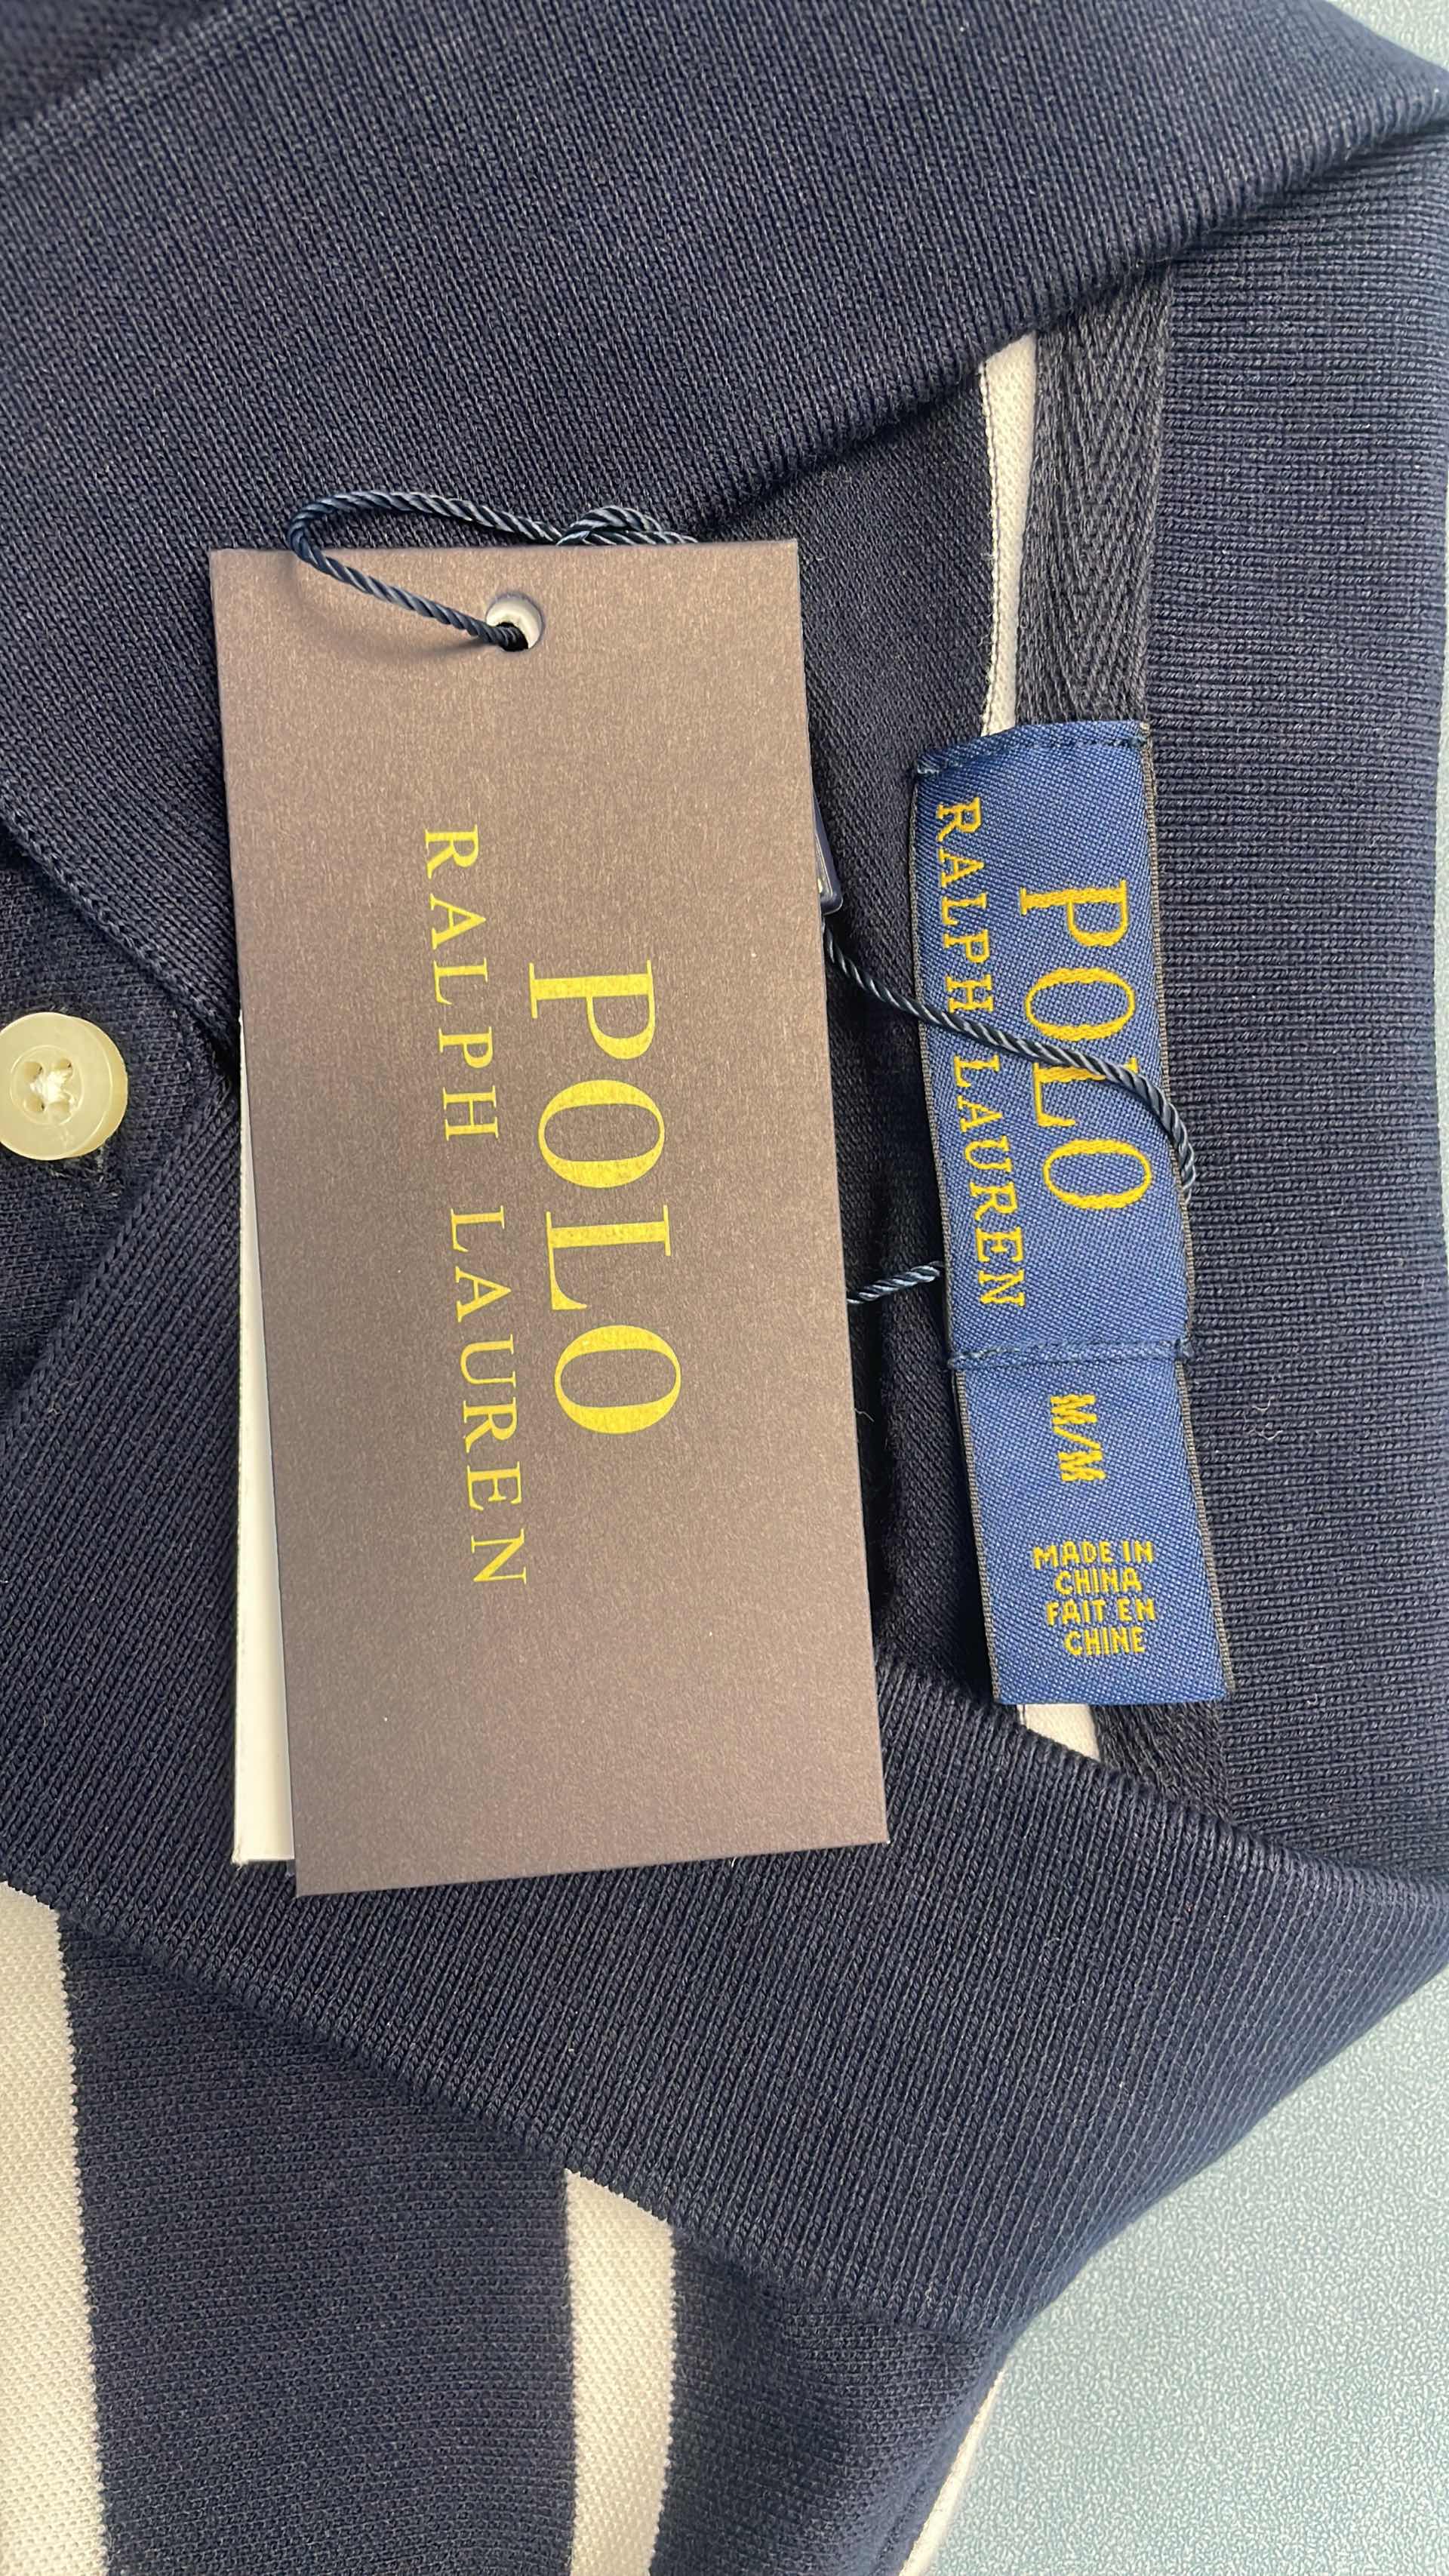 POLO
RALPH LAUREN
POLO
RALPH LAUREN
M/M
MADE IN
CHINA
FAIT EN
CHINE